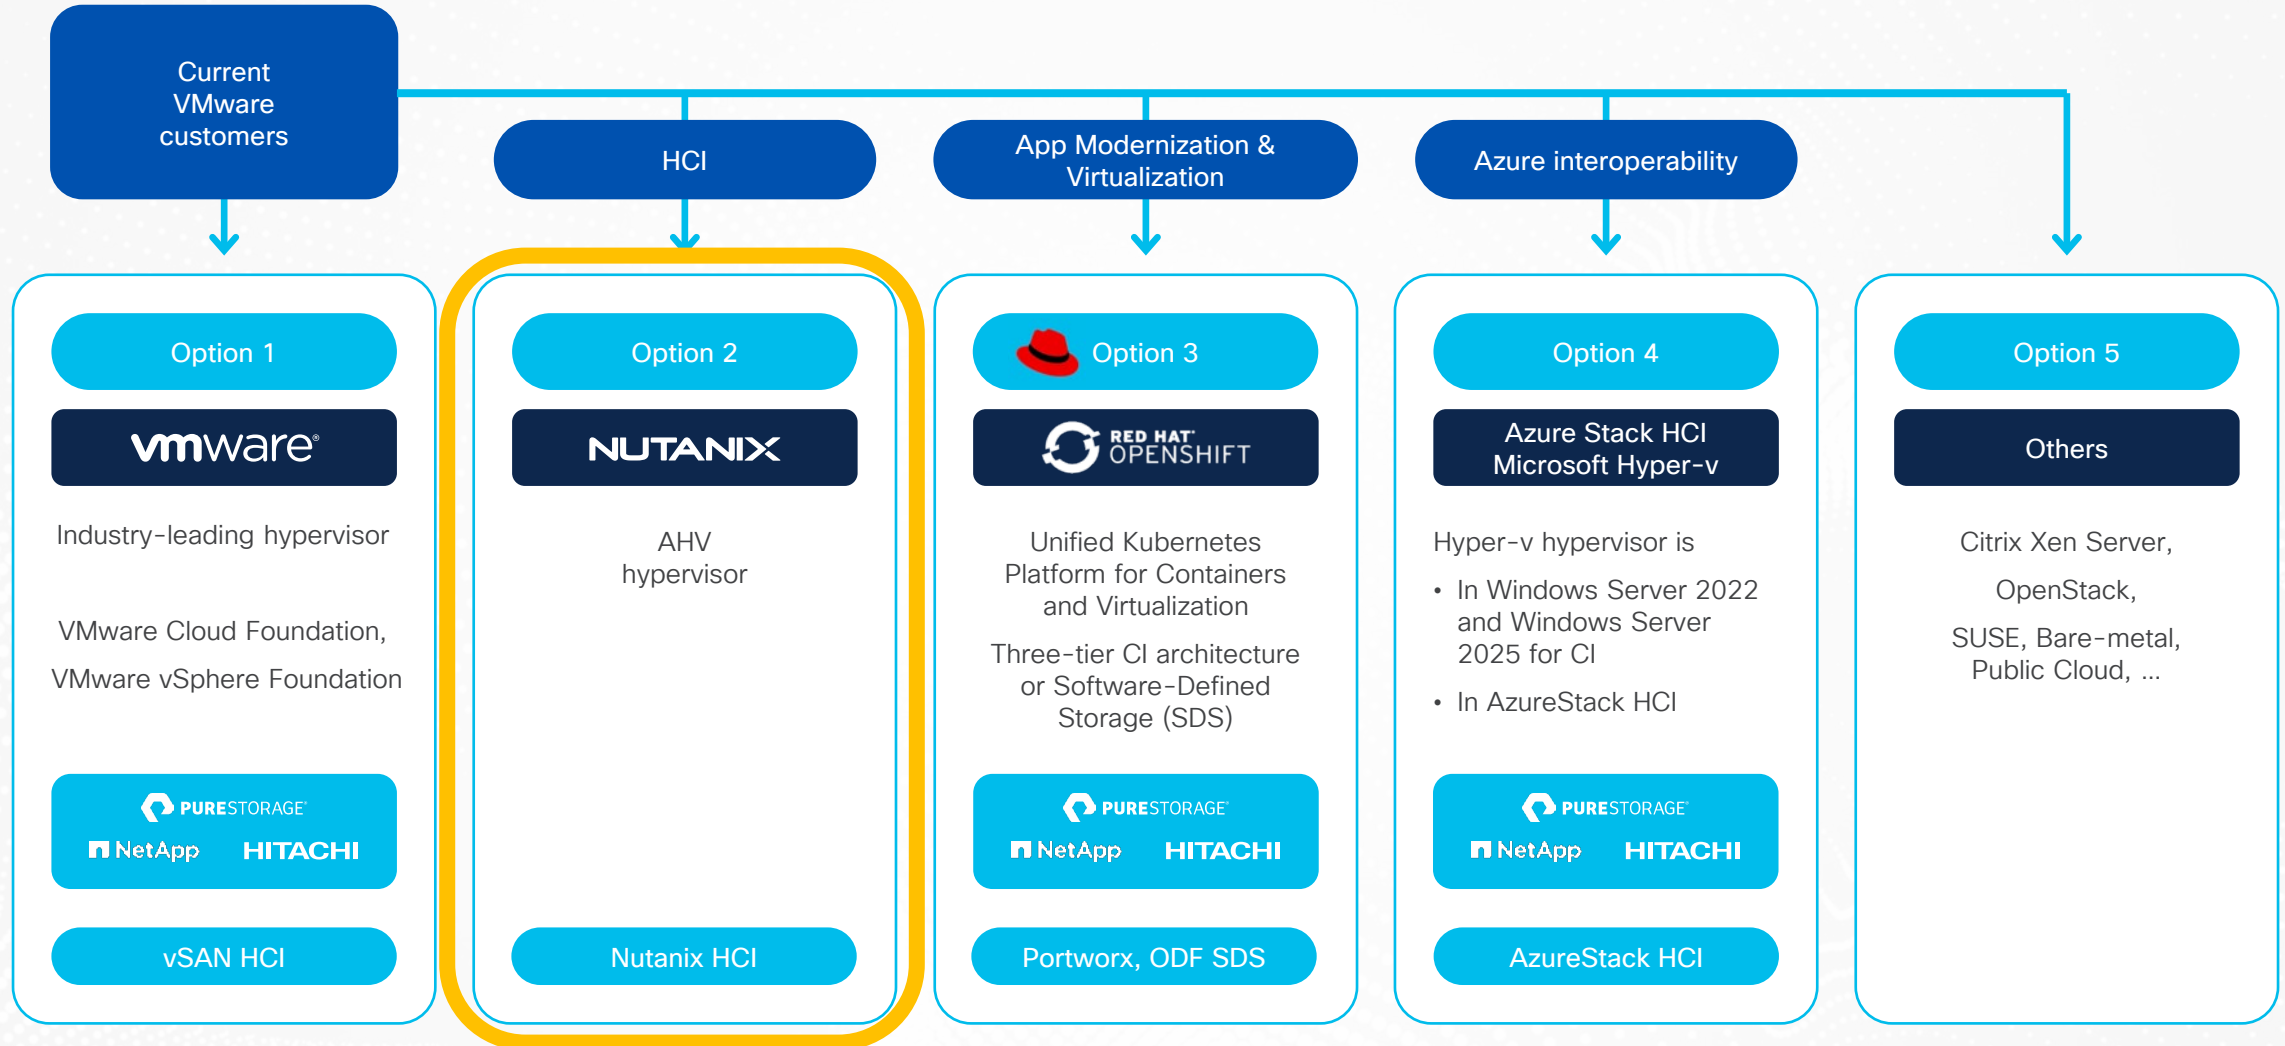 Current
VMware
customers
HCI
App Modernization &
Virtualization
Azure interoperability
Option 1
vmware®
Industry-leading hypervisor
VMware Cloud Foundation,
VMware vSphere Foundation
PURESTORAGE®
NetApp HITACHI
vSAN HCI
Option 2
NUTANIX
AHV
hypervisor
Nutanix HCI
Option 3
RED HAT®
OPENSHIFT
Unified Kubernetes
Platform for Containers
and Virtualization
Three-tier CI architecture
or Software-Defined
Storage (SDS)
PURESTORAGE®
NetApp HITACHI
Portworx, ODF SDS
Option 4
Azure Stack HCI
Microsoft Hyper-v
Hyper-v hypervisor is
• In Windows Server 2022
and Windows Server
2025 for CI
• In AzureStack HCI
PURESTORAGE®
NetApp HITACHI
AzureStack HCI
Option 5
Others
Citrix Xen Server,
OpenStack,
SUSE, Bare-metal,
Public Cloud, ...